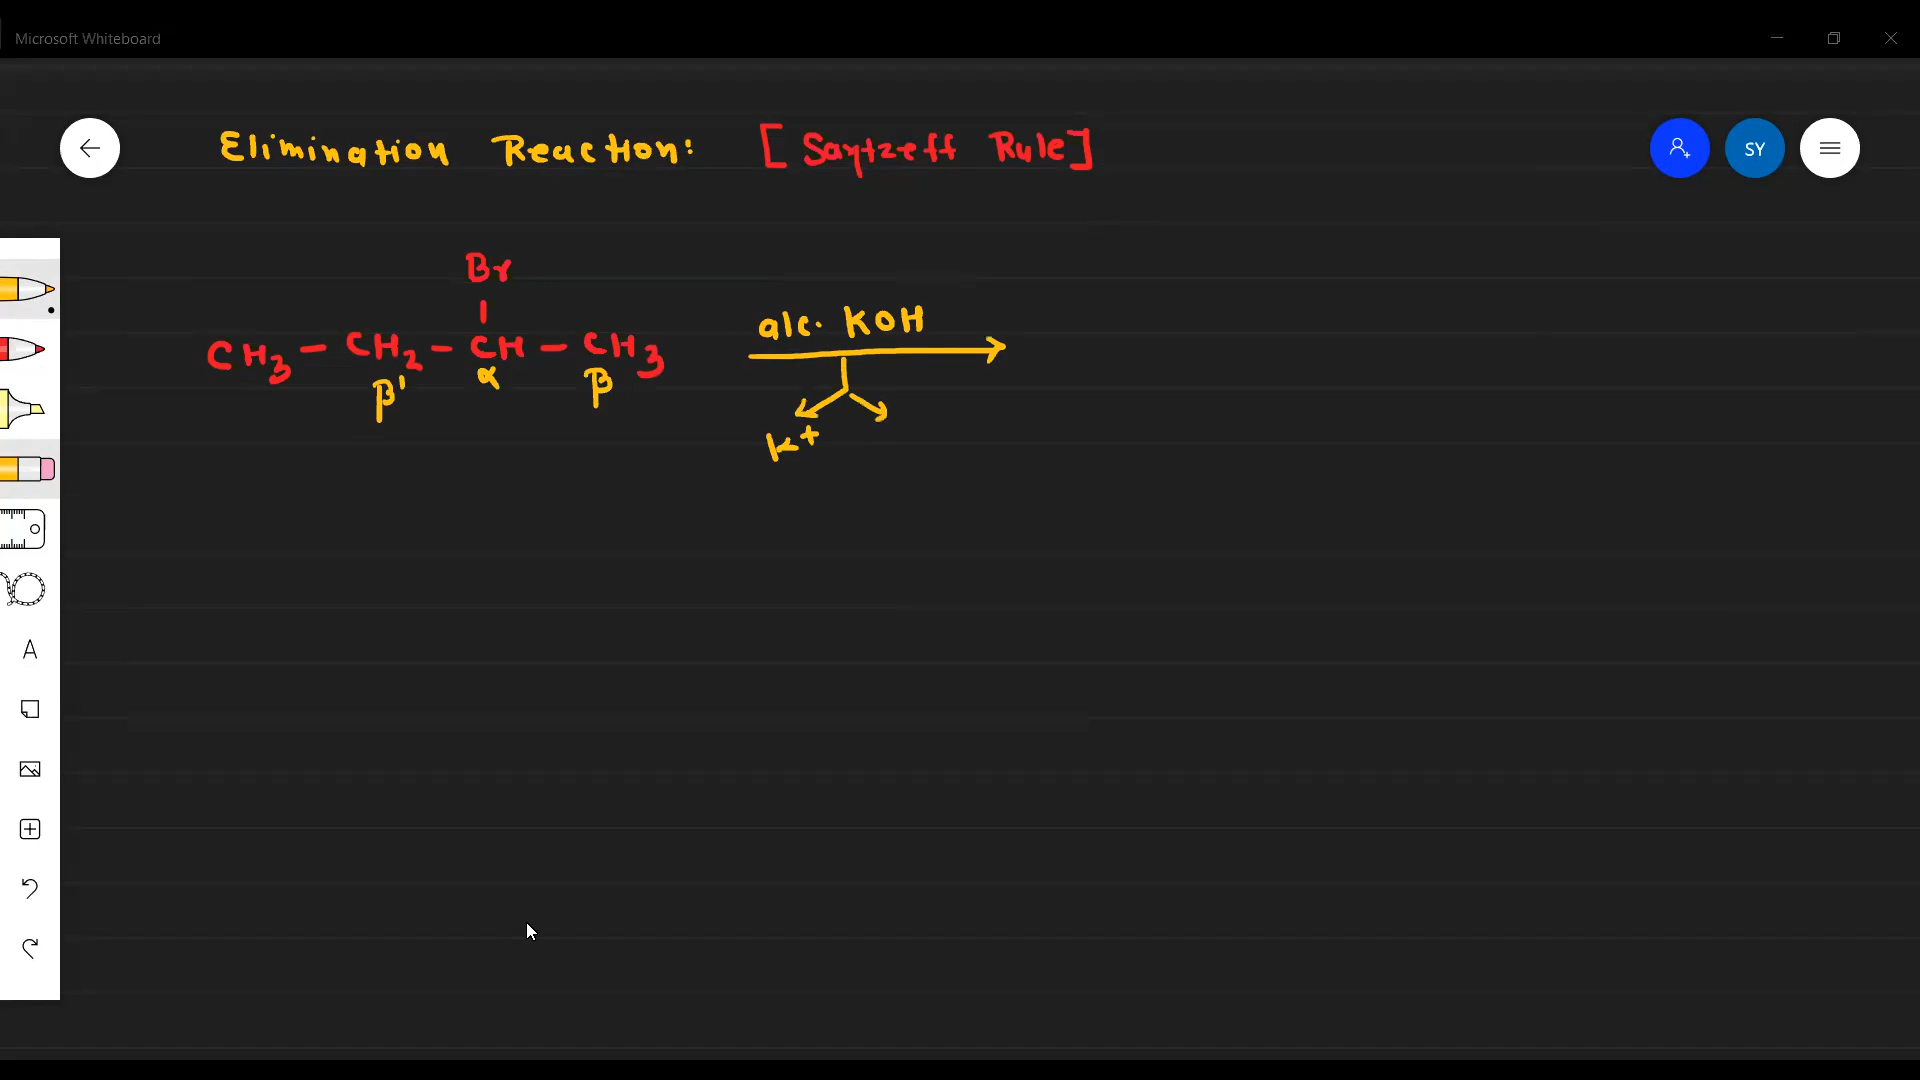 Microsoft Whiteboard
Elimination Reaction: [Saytzeff Rule]
SY
Br
CH3 - CH2 - CH - CH3
alc. KOH
β' α β
K+
A